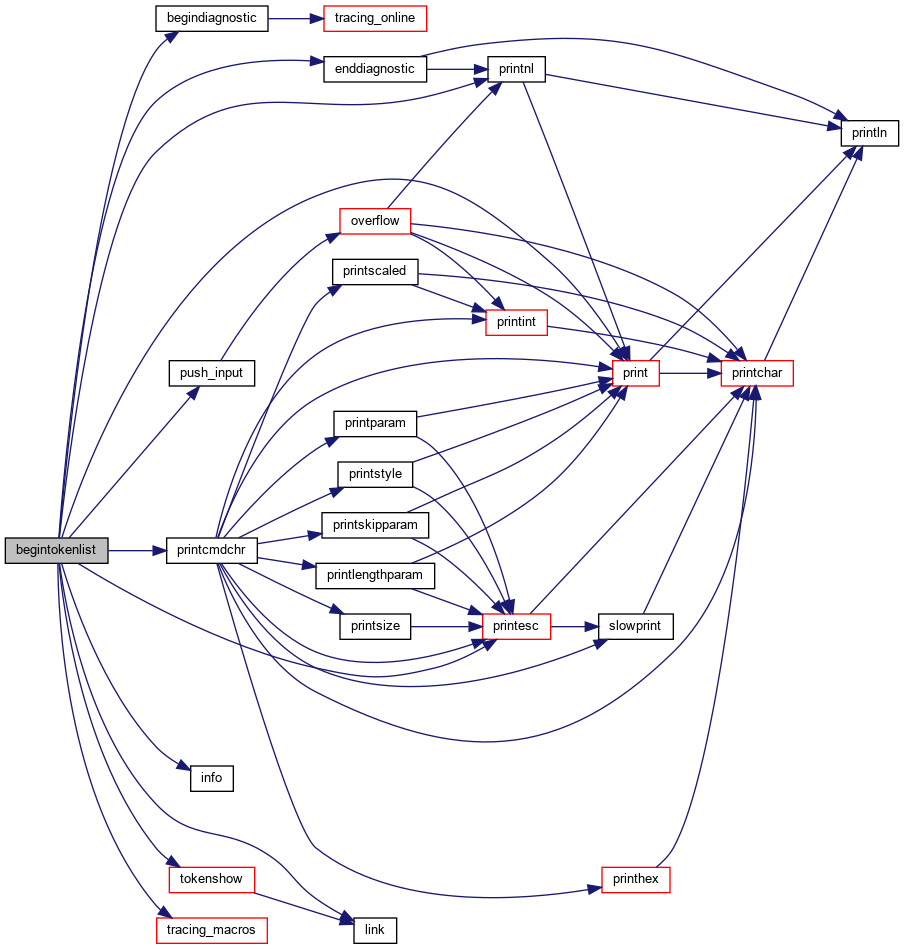 begindiagnostic
tracing_online
enddiagnostic
printnl
println
overflow
printscaled
printint
push_input
print
printchar
printparam
printstyle
printskipparam
begintokenlist
printcmdchr
printlengthparam
printsize
printesc
slowprint
info
tokenshow
printhex
tracing_macros
link